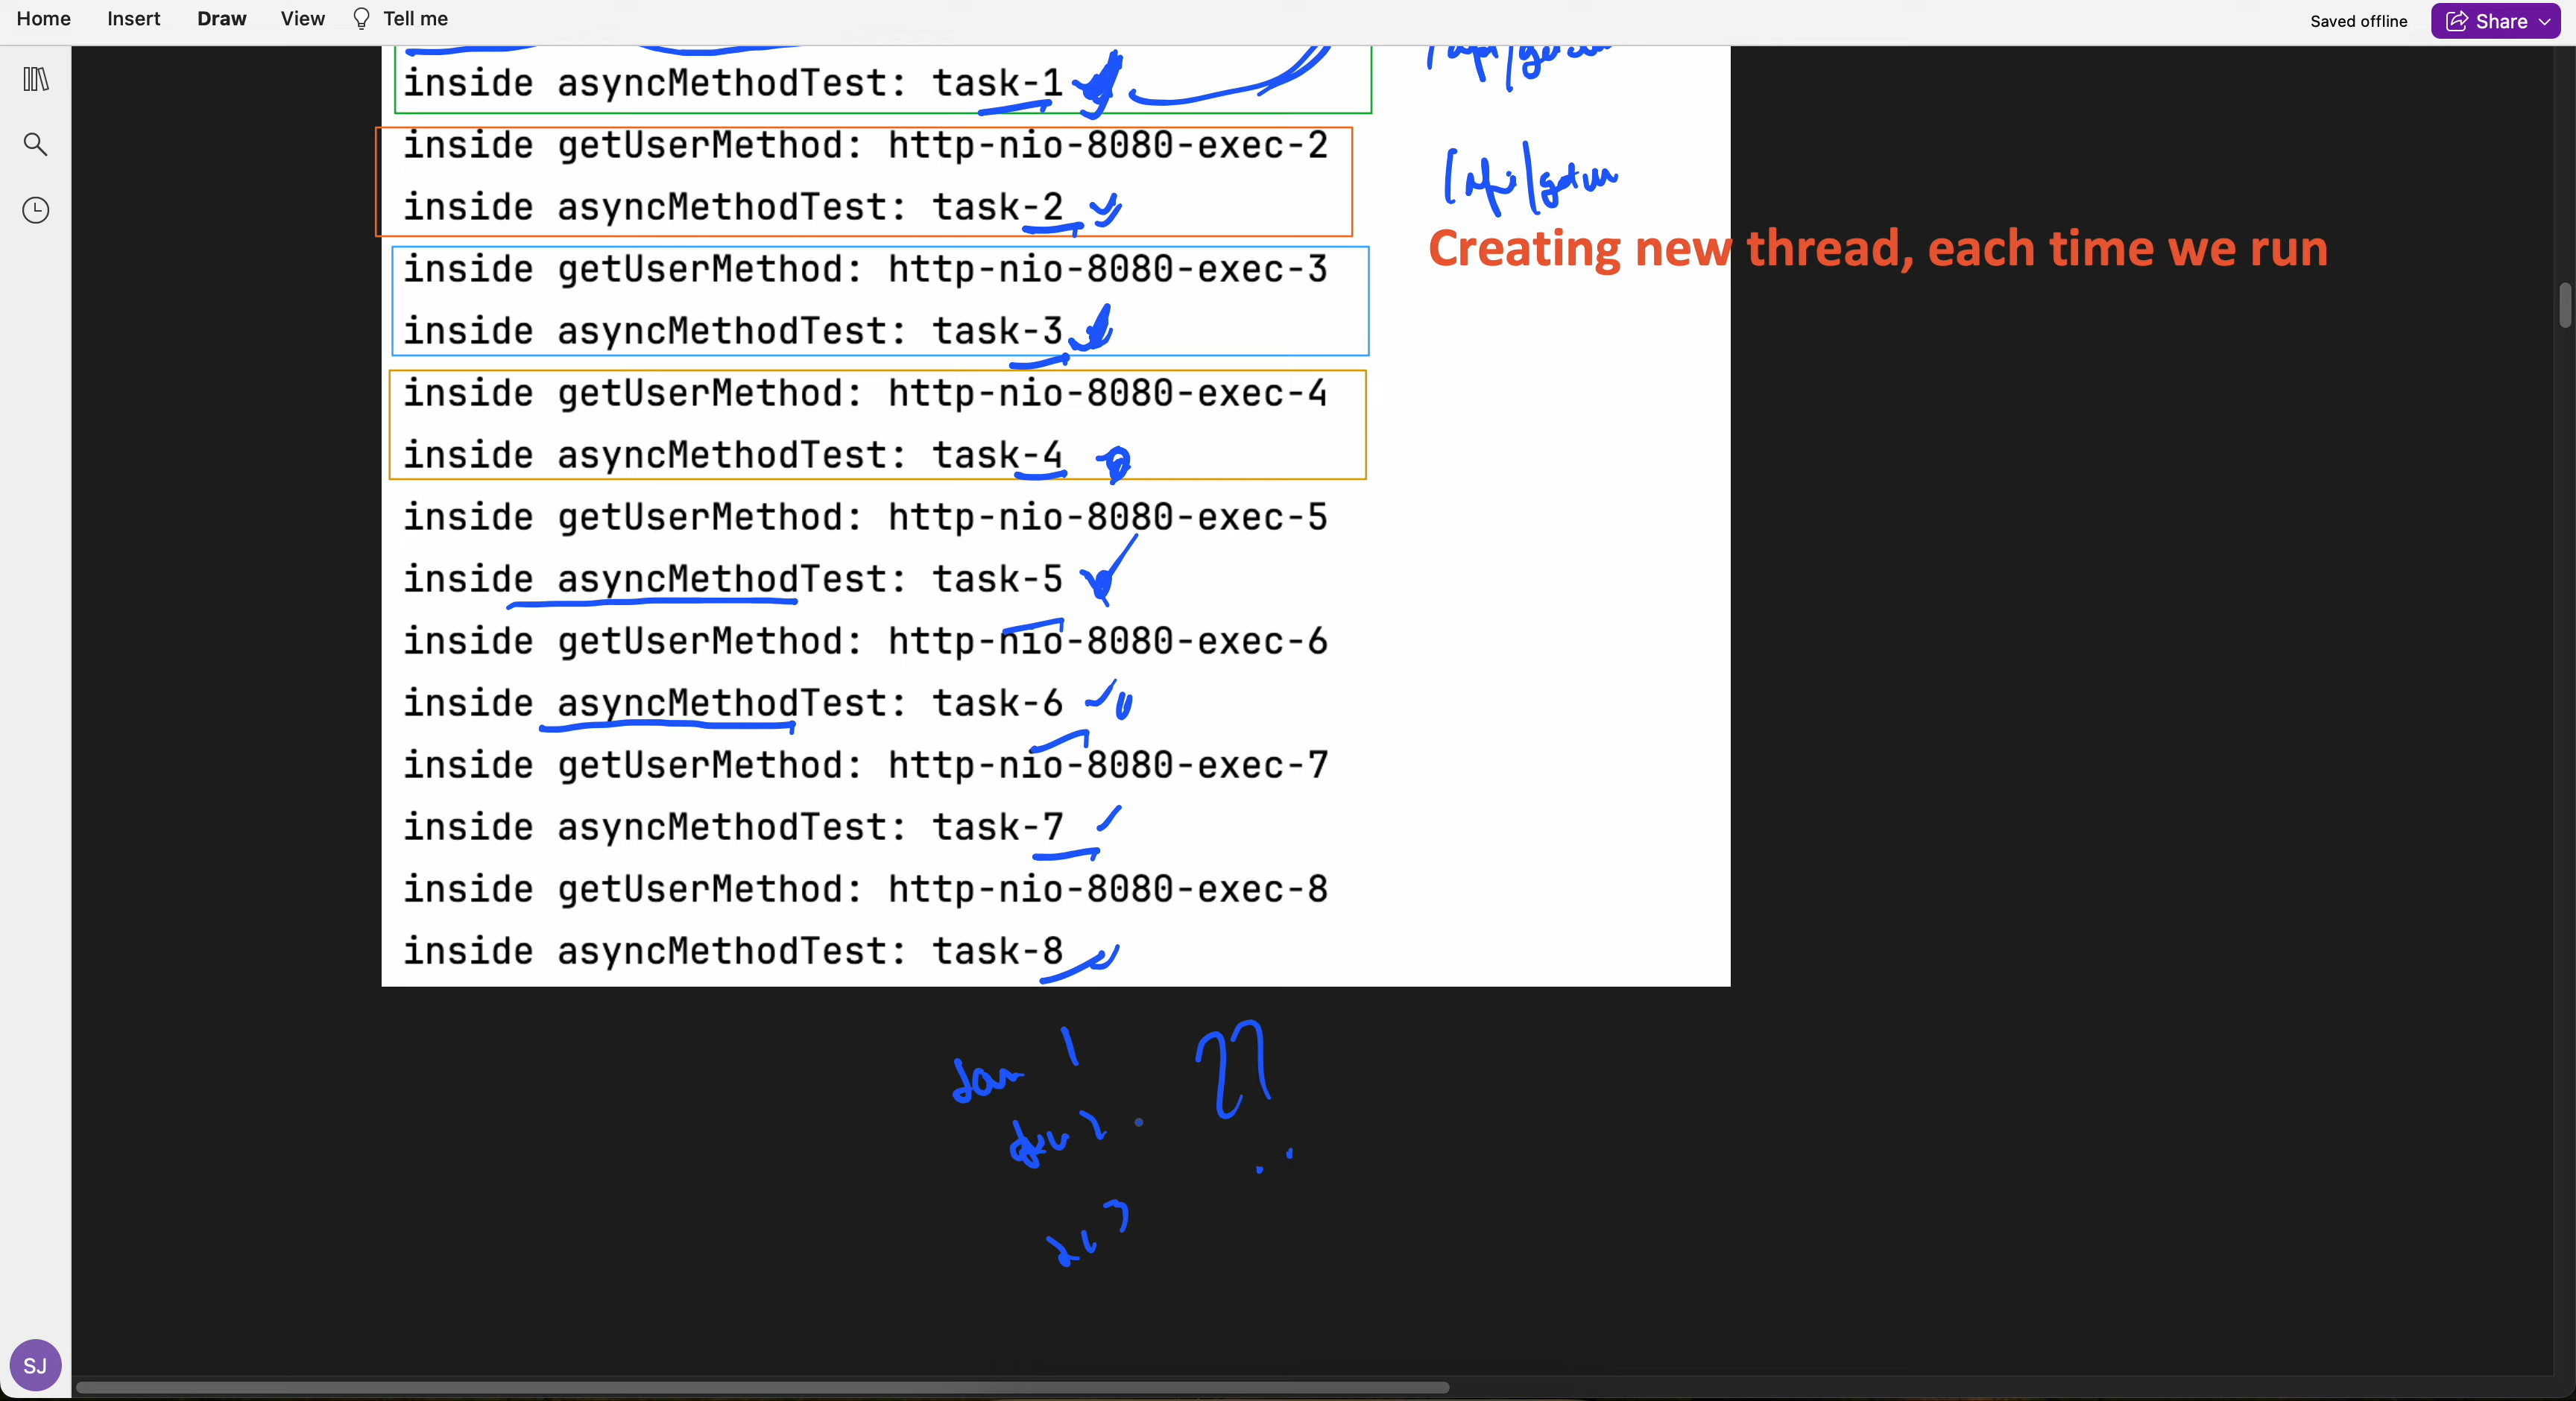 Home Insert Draw View Tell me
Saved offline Share
inside asyncMethodTest: task-1
inside getUserMethod: http-nio-8080-exec-2
inside asyncMethodTest: task-2
Creating new thread, each time we run
inside getUserMethod: http-nio-8080-exec-3
inside asyncMethodTest: task-3
inside getUserMethod: http-nio-8080-exec-4
inside asyncMethodTest: task-4
inside getUserMethod: http-nio-8080-exec-5
inside asyncMethodTest: task-5
inside getUserMethod: http-nio-8080-exec-6
inside asyncMethodTest: task-6
inside getUserMethod: http-nio-8080-exec-7
inside asyncMethodTest: task-7
inside getUserMethod: http-nio-8080-exec-8
inside asyncMethodTest: task-8
SJ